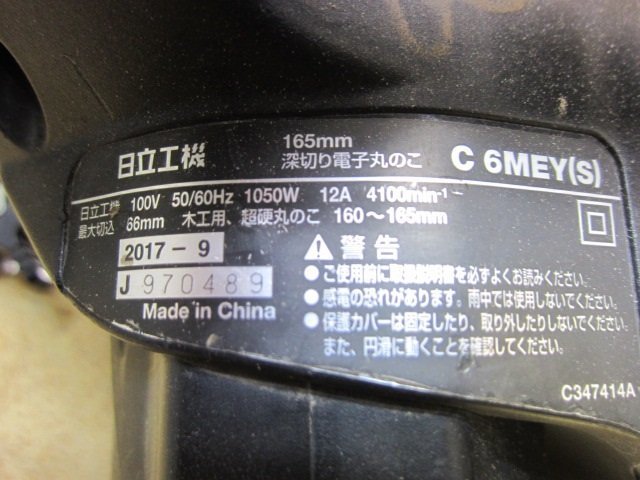 日立工機
165mm
深切り電子丸のこ
C 6MEY(S)
日立工機 100V 50/60Hz 1050W 12A 4100min⁻¹
最大切込 66mm 木工用、超硬丸のこ 160～165mm
2017-9
J970489
Made in China
警告
●ご使用前に取扱説明書を必ずよくお読みください。
●感電の恐れがあります。雨中では使用しないでください。
●保護カバーは固定したり、取り外したりしないでください。
また、円滑に動くことを確認してください。
C347414A